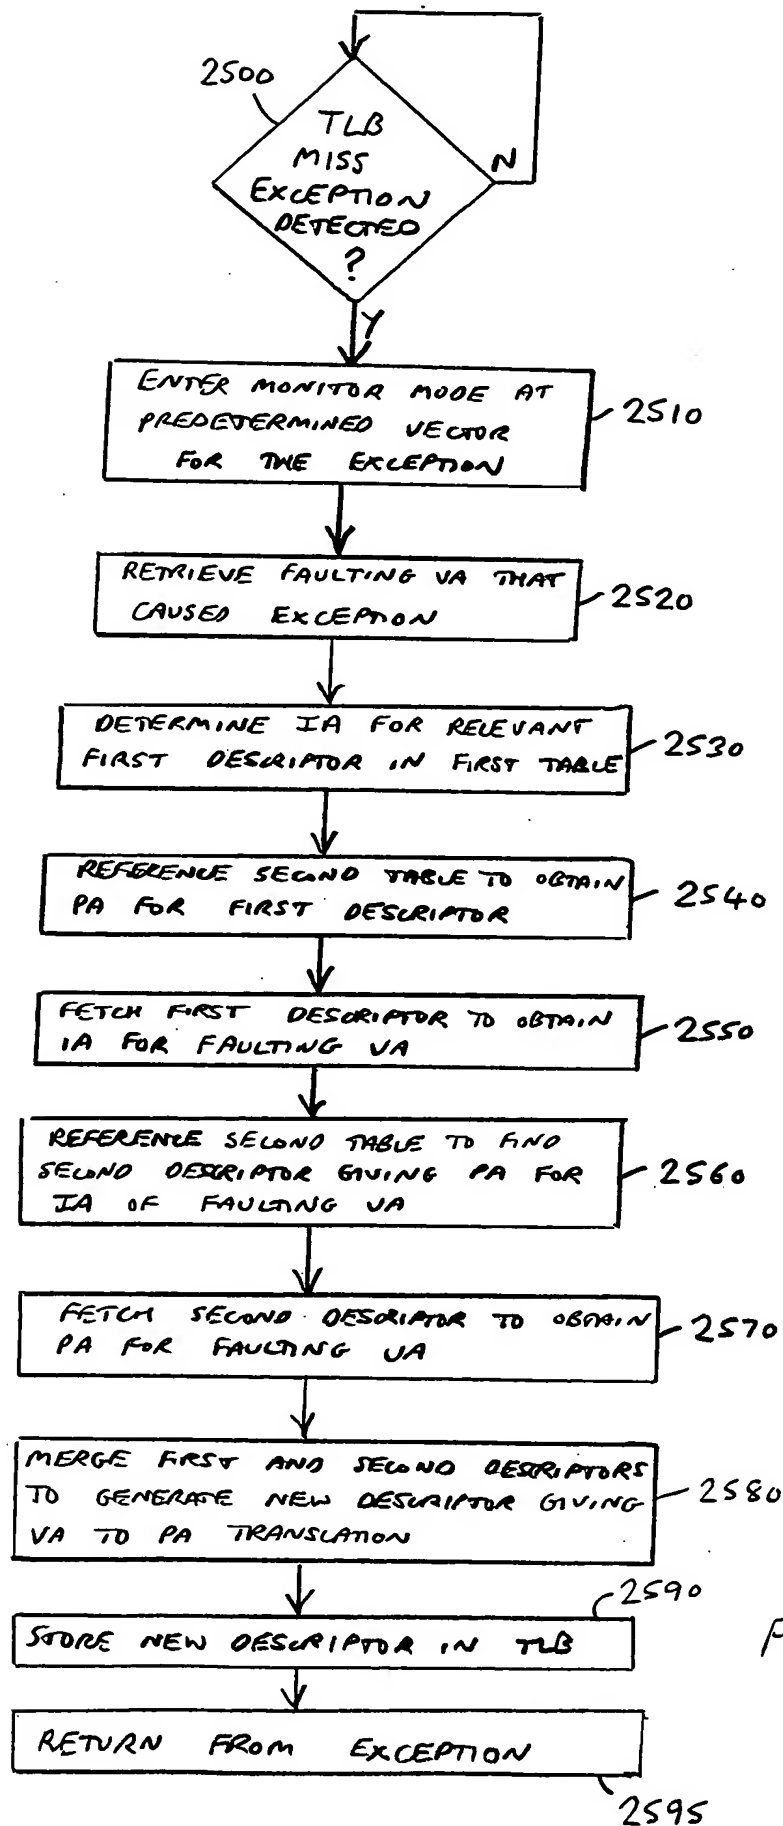 2500
TLB
MISS
EXCEPTION
DETECTED
?
N
Y
ENTER MONITOR MODE AT
PREDETERMINED VECTOR
FOR THE EXCEPTION
2510
RETRIEVE FAULTING VA THAT
CAUSED EXCEPTION
2520
DETERMINE IA FOR RELEVANT
FIRST DESCRIPTOR IN FIRST TABLE
2530
REFERENCE SECOND TABLE TO OBTAIN
PA FOR FIRST DESCRIPTOR
2540
FETCH FIRST DESCRIPTOR TO OBTAIN
IA FOR FAULTING VA
2550
REFERENCE SECOND TABLE TO FIND
SECOND DESCRIPTOR GIVING PA FOR
IA OF FAULTING VA
2560
FETCH SECOND DESCRIPTOR TO OBTAIN
PA FOR FAULTING VA
2570
MERGE FIRST AND SECOND DESCRIPTORS
TO GENERATE NEW DESCRIPTOR GIVING
VA TO PA TRANSLATION
2580
2590
STORE NEW DESCRIPTOR IN TLB
RETURN FROM EXCEPTION
2595